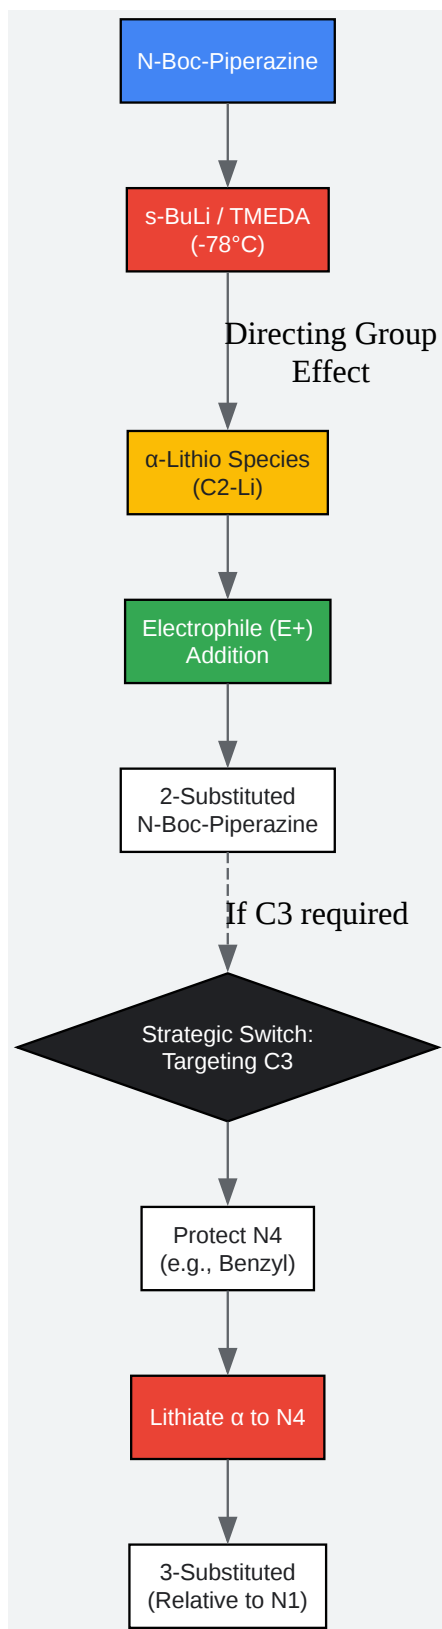 N-Boc-Piperazine
s-BuLi / TMEDA
(-78°C)
Directing Group
Effect
α-Lithio Species
(C2-Li)
Electrophile (E+)
Addition
2-Substituted
N-Boc-Piperazine
If C3 required
Strategic Switch:
Targeting C3
Protect N4
(e.g., Benzyl)
Lithiate α to N4
3-Substituted
(Relative to N1)